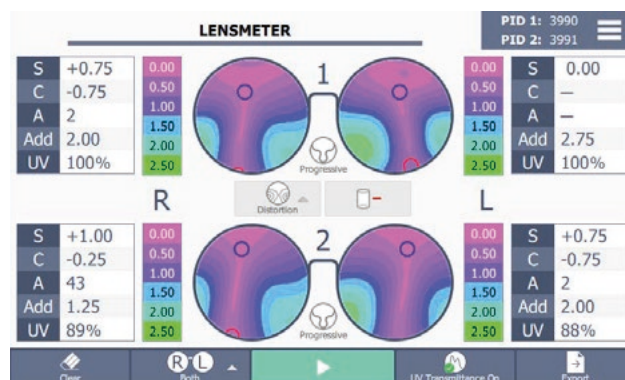 LENSMETER
PID 1: 3990
PID 2: 3991
S +0.75
C -0.75
A 2
Add 2.00
UV 100%
0.00
0.50
1.00
1.50
2.00
2.50
1
Progressive
0.00
0.50
1.00
1.50
2.00
2.50
S 0.00
C –
A –
Add 2.75
UV 100%
R
Distortion
L
S +1.00
C -0.25
A 43
Add 1.25
UV 89%
0.00
0.50
1.00
1.50
2.00
2.50
2
Progressive
0.00
0.50
1.00
1.50
2.00
2.50
S +0.75
C -0.75
A 2
Add 2.00
UV 88%
Clear
R L
Both
UV Transmittance On
Export